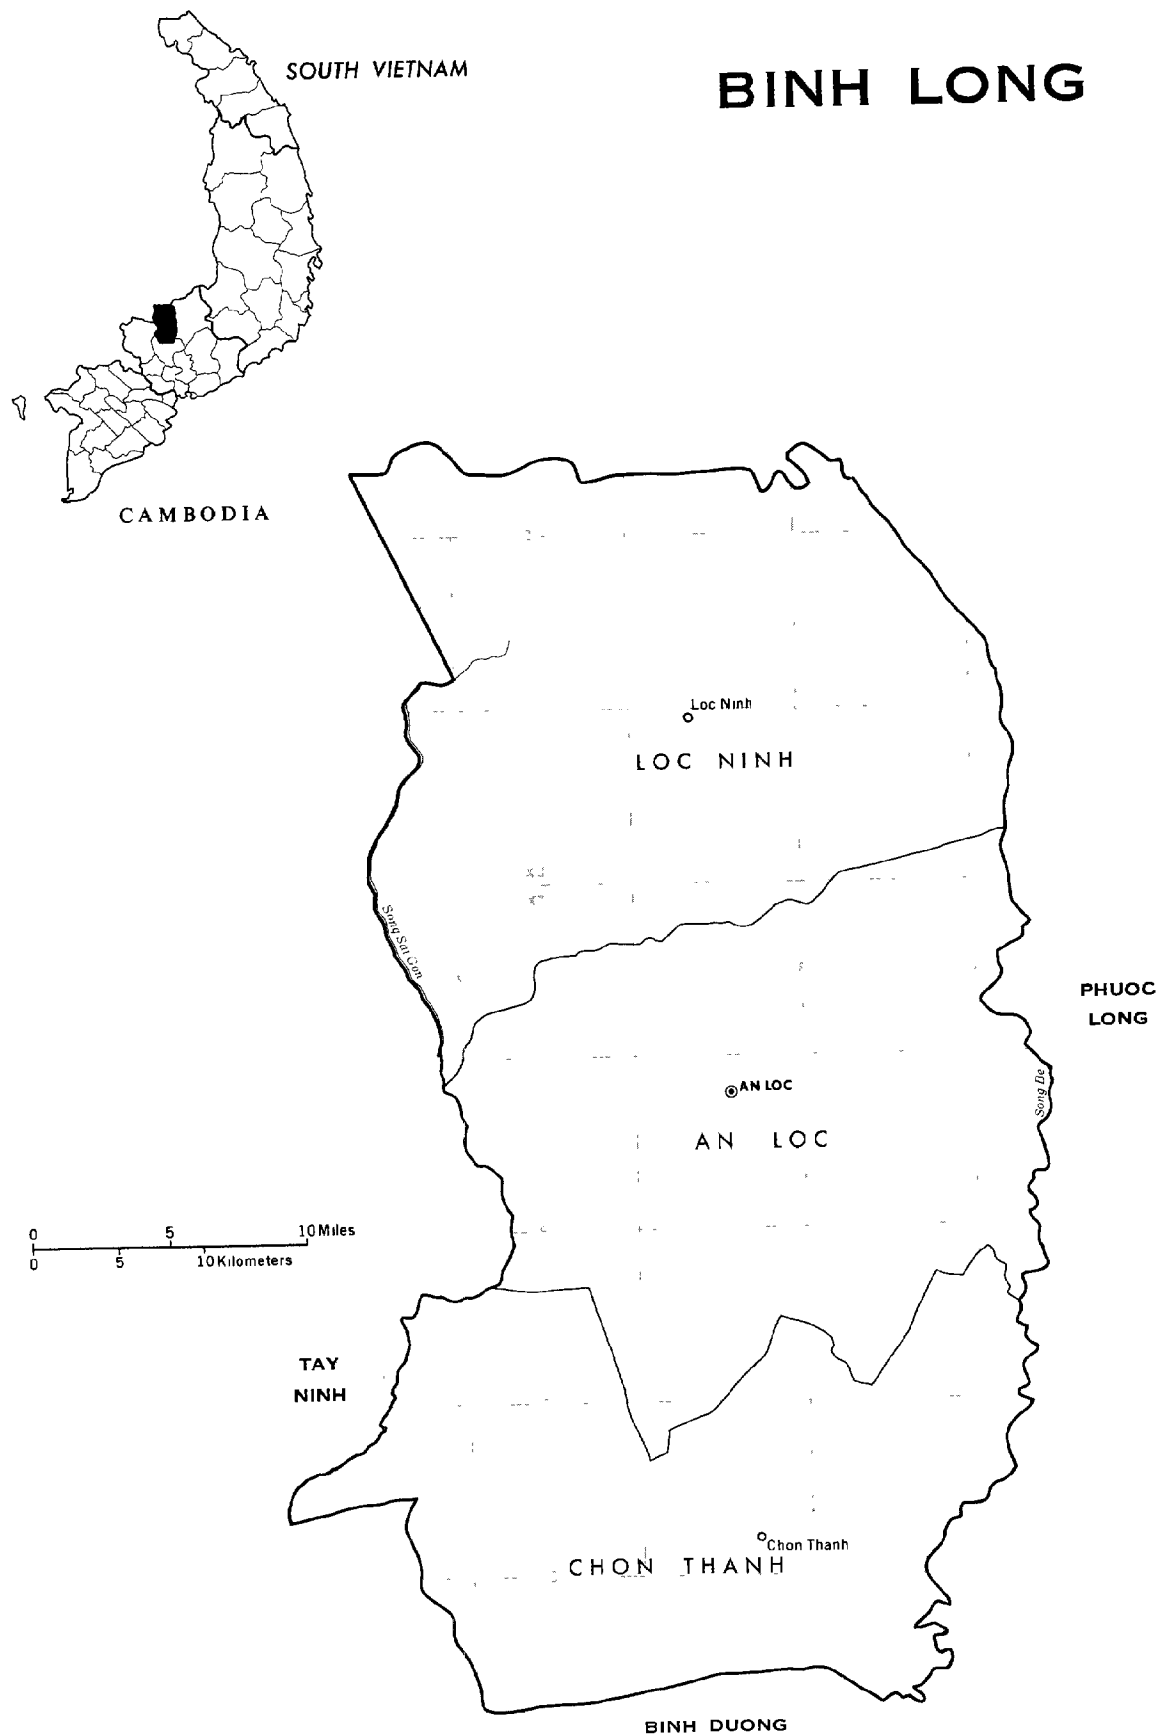 SOUTH VIETNAM
BINH LONG
CAMBODIA
Loc Ninh
LOC NINH
Song Sai Gon
PHUOC
LONG
Song Be
AN LOC
AN LOC
0 5 10 Miles
0 5 10 Kilometers
TAY
NINH
Chon Thanh
CHON THANH
BINH DUONG